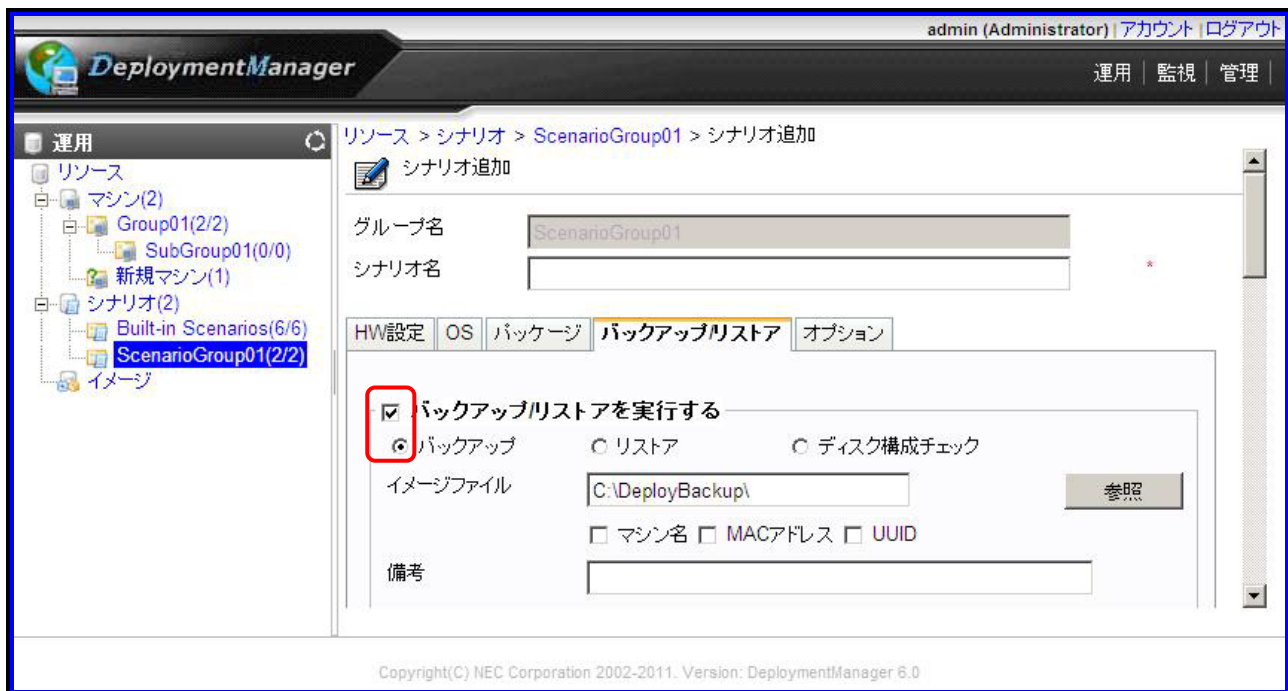 admin (Administrator) | アカウント | ログアウト
DeploymentManager
運用 | 監視 | 管理 |
運用
リソース
マシン(2)
Group01(2/2)
SubGroup01(0/0)
新規マシン(1)
シナリオ(2)
Built-in Scenarios(6/6)
ScenarioGroup01(2/2)
イメージ
リソース > シナリオ > ScenarioGroup01 > シナリオ追加
シナリオ追加
グループ名 ScenarioGroup01
シナリオ名 *
HW設定 OS パッケージ バックアップ/リストア オプション
バックアップ/リストアを実行する
バックアップ リストア ディスク構成チェック
イメージファイル C:\DeployBackup\ 参照
マシン名 MACアドレス UUID
備考
Copyright(C) NEC Corporation 2002-2011. Version: DeploymentManager 6.0